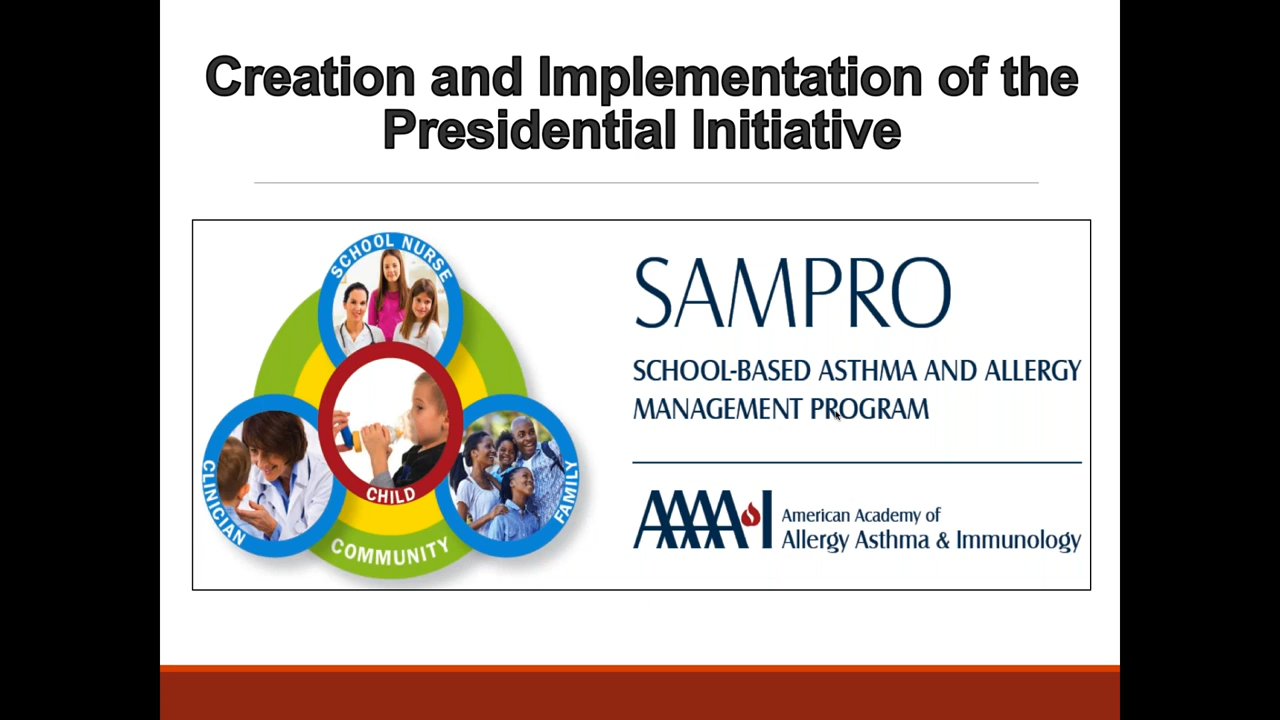 Creation and Implementation of the
Presidential Initiative
SCHOOL NURSE
CLINICIAN
CHILD
FAMILY
COMMUNITY
SAMPRO
SCHOOL-BASED ASTHMA AND ALLERGY
MANAGEMENT PROGRAM
AAAAI
American Academy of
Allergy Asthma & Immunology